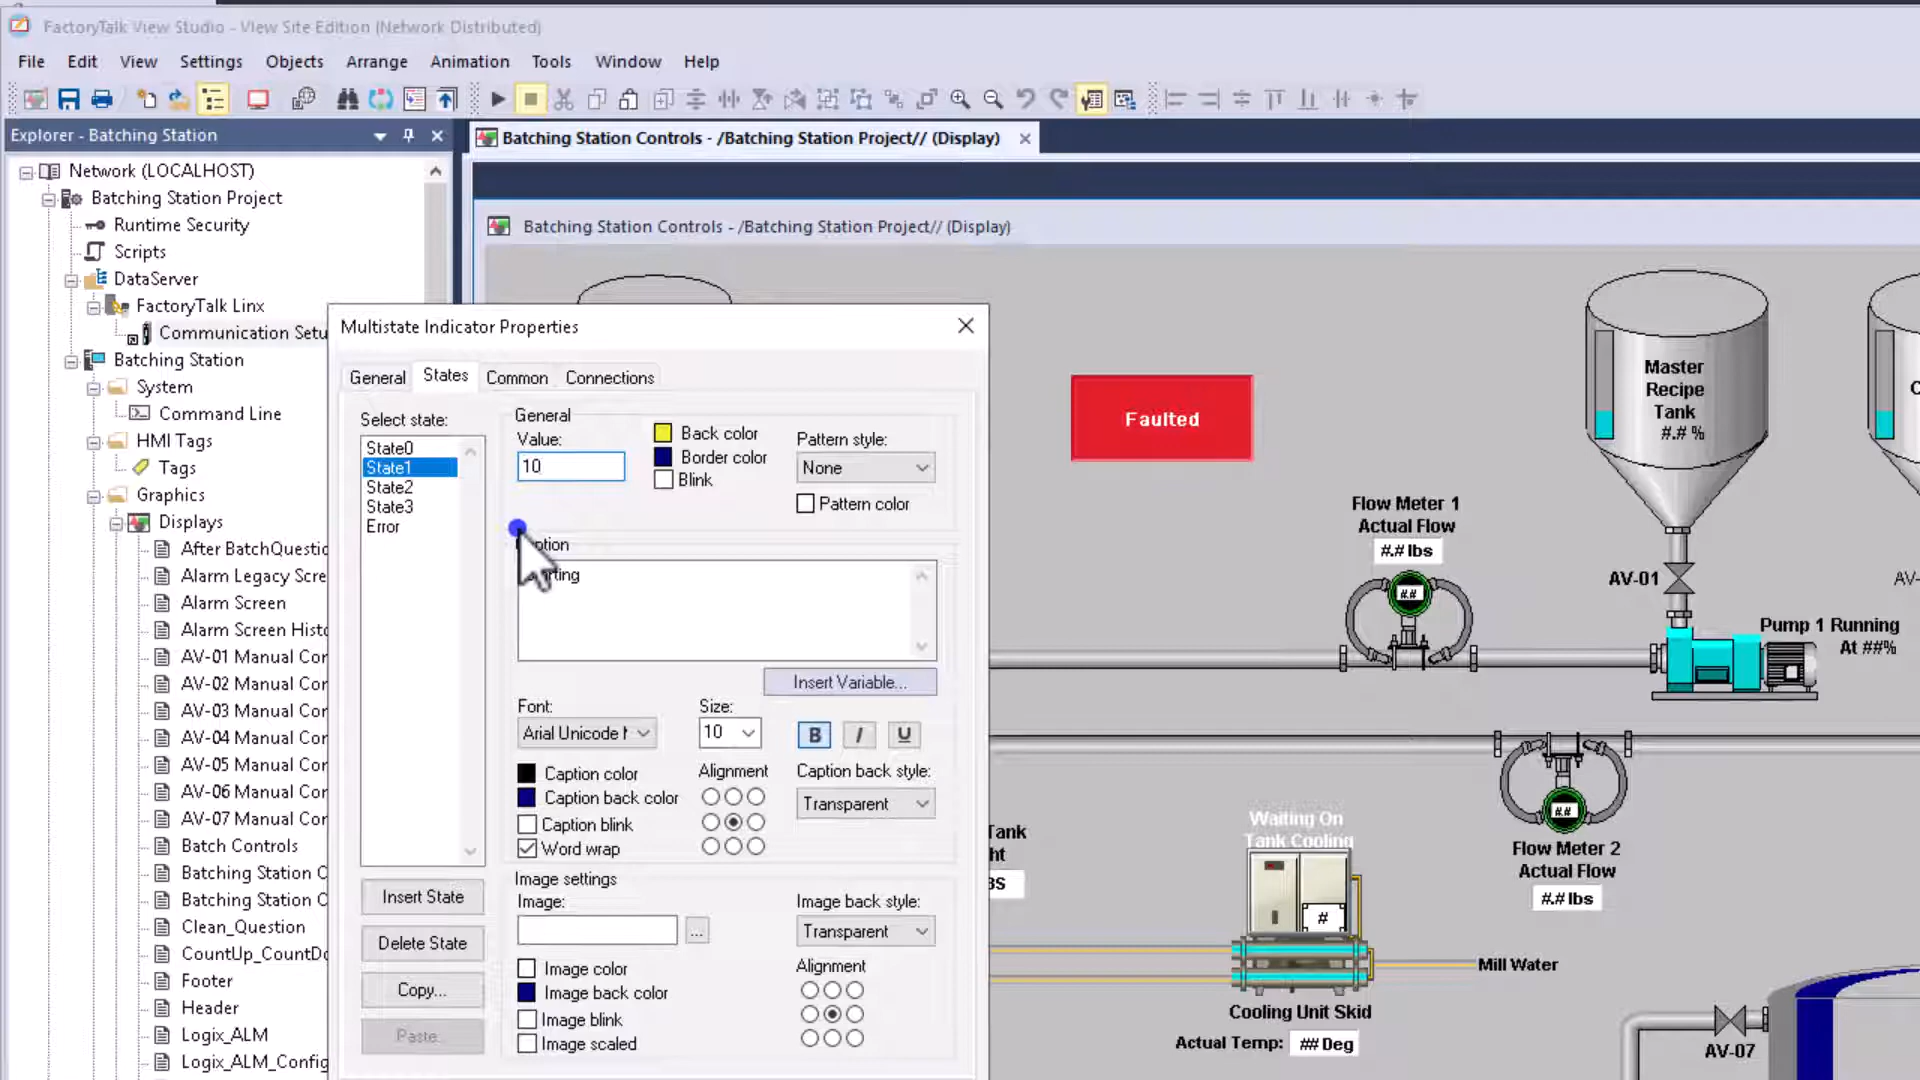 FactoryTalk View Studio - View Site Edition (Network Distributed)
File Edit View Settings Objects Arrange Animation Tools Window Help
Explorer - Batching Station
Network (LOCALHOST)
Batching Station Project
Runtime Security
Scripts
DataServer
FactoryTalk Linx
Communication Setu
Batching Station
System
Command Line
HMI Tags
Tags
Graphics
Displays
After BatchQuestio
Alarm Legacy Scre
Alarm Screen
Alarm Screen Histo
AV-01 Manual Cor
AV-02 Manual Cor
AV-03 Manual Cor
AV-04 Manual Cor
AV-05 Manual Cor
AV-06 Manual Cor
AV-07 Manual Cor
Batch Controls
Batching Station C
Batching Station C
Clean_Question
CountUp_CountDo
Footer
Header
Logix_ALM
Logix_ALM_Config
Batching Station Controls - /Batching Station Project// (Display)
Batching Station Controls - /Batching Station Project// (Display)
Multistate Indicator Properties
General States Common Connections
Select state:
State0
State1
State2
State3
Error
Insert State
Delete State
Copy...
Paste...
General
Value:
10
Back color
Border color
Blink
Pattern style:
None
Pattern color
ption
rting
Insert Variable...
Font:
Arial Unicode
Size:
10
B I U
Caption color
Caption back color
Caption blink
Word wrap
Alignment
Caption back style:
Transparent
Image settings
Image:
...
Image back style:
Transparent
Image color
Image back color
Image blink
Image scaled
Alignment
Faulted
Master
Recipe
Tank
#.# %
C
Flow Meter 1
Actual Flow
#.# lbs
##
AV-01
AV-
Pump 1 Running
At ##%
Tank
ht
BS
Waiting On
Tank Cooling
#
Cooling Unit Skid
Actual Temp: ## Deg
Mill Water
##
Flow Meter 2
Actual Flow
#.# lbs
AV-07